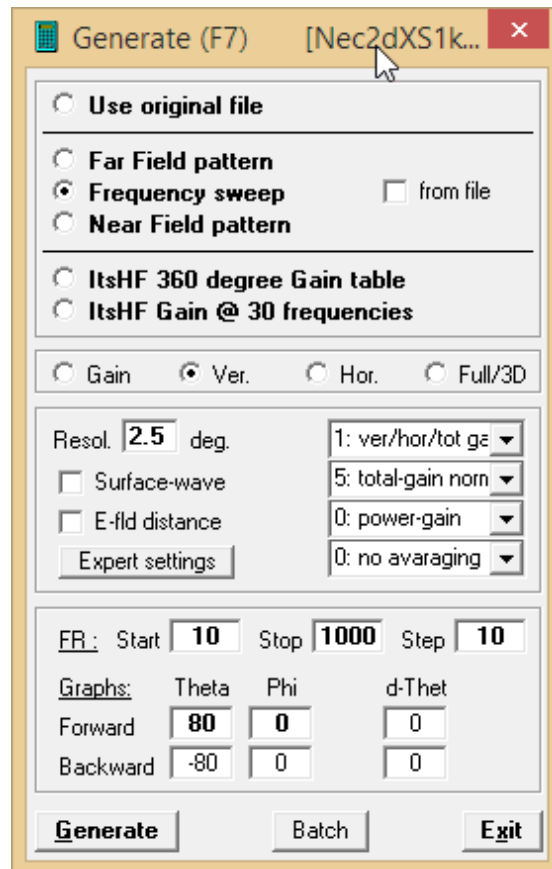 Generate (F7) [Nec2dXS1k...
Use original file
Far Field pattern
Frequency sweep from file
Near Field pattern
ItsHF 360 degree Gain table
ItsHF Gain @ 30 frequencies
Gain Ver. Hor. Full/3D
Resol. 2.5 deg. 1: ver/hor/tot ga
Surface-wave 5: total-gain norn
E-fld distance 0: power-gain
Expert settings 0: no avaraging
FR : Start 10 Stop 1000 Step 10
Graphs: Theta Phi d-Thet
Forward 80 0 0
Backward -80 0 0
Generate Batch Exit